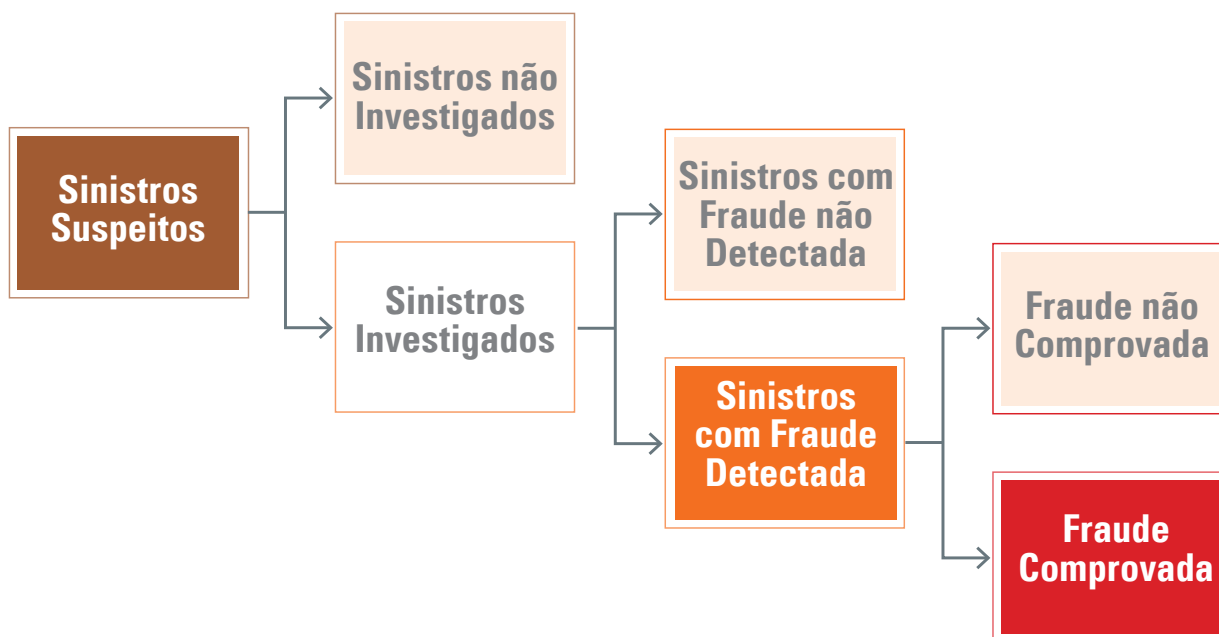 Sinistros não
Investigados
Sinistros
Suspeitos
Sinistros com
Fraude não
Detectada
Sinistros
Investigados
Fraude não
Comprovada
Sinistros
com Fraude
Detectada
Fraude
Comprovada